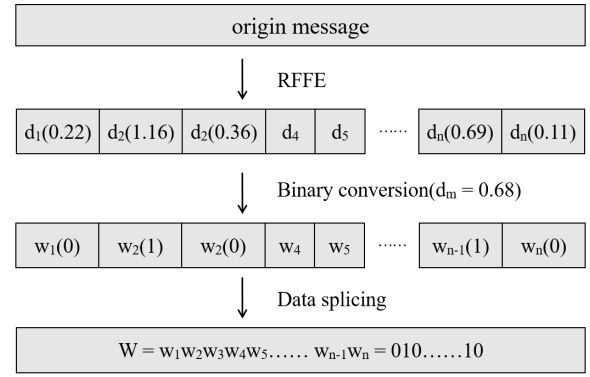 origin message
RFFE
d₁(0.22) d₂(1.16) d₂(0.36) d₄ d₅ …… dₙ(0.69) dₙ(0.11)
Binary conversion(dₘ = 0.68)
w₁(0) w₂(1) w₂(0) w₄ w₅ …… wₙ₋₁(1) wₙ(0)
Data splicing
W = w₁w₂w₃w₄w₅…… wₙ₋₁wₙ = 010……10